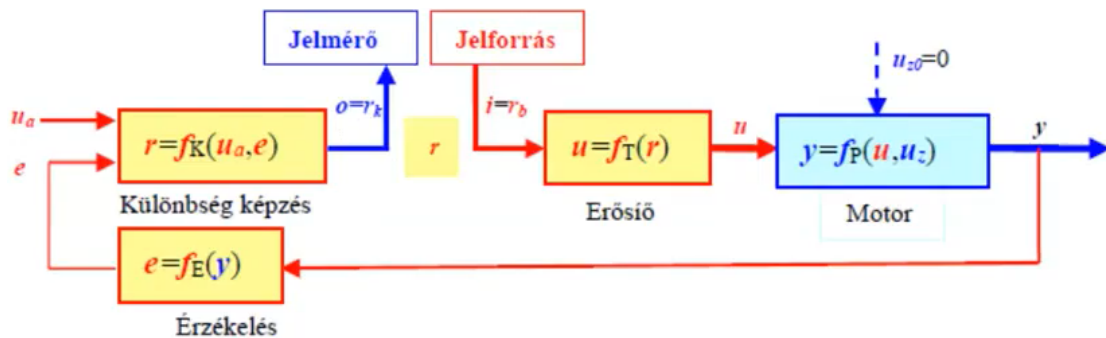 Jelmérő
Jelforrás
u_z0=0
u_a
o=r_k
i=r_b
r=f_K(u_a,e)
r
u=f_T(r)
u
y=f_P(u,u_z)
y
e
Különbség képzés
Erősíő
Motor
e=f_E(y)
Érzékelés